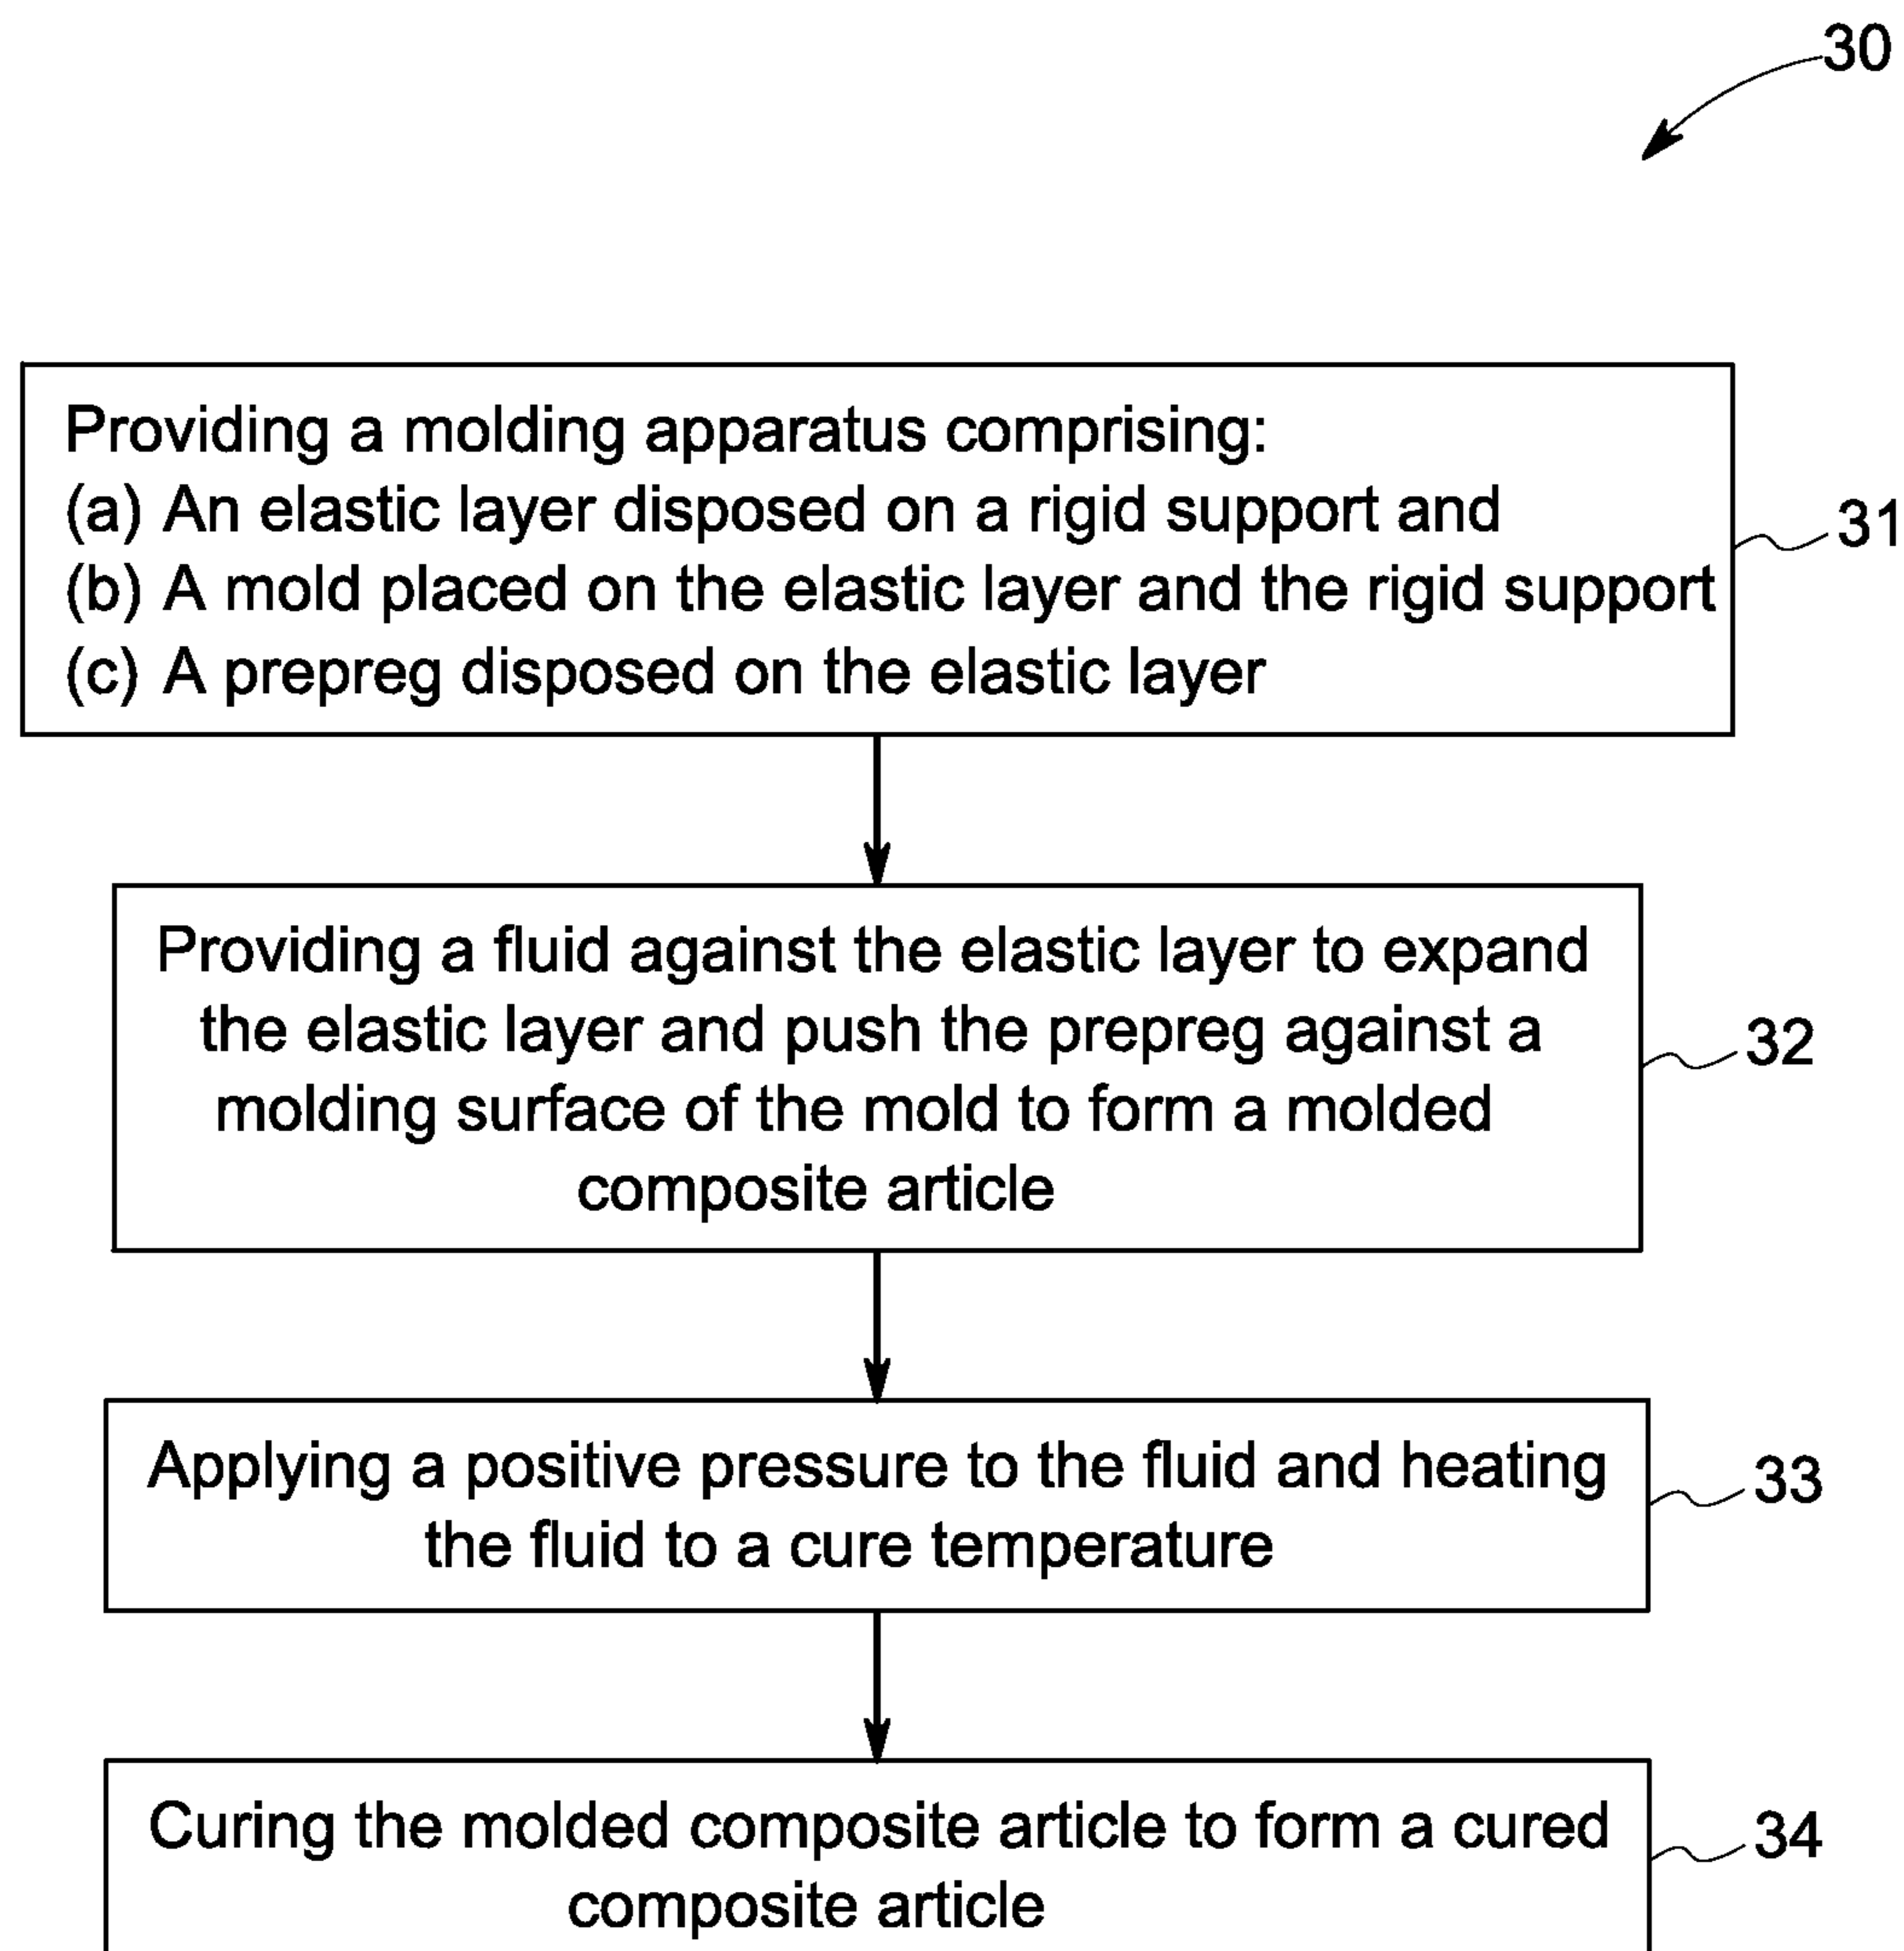 30
Providing a molding apparatus comprising:
(a) An elastic layer disposed on a rigid support and
(b) A mold placed on the elastic layer and the rigid support
(c) A prepreg disposed on the elastic layer
31
Providing a fluid against the elastic layer to expand
the elastic layer and push the prepreg against a
molding surface of the mold to form a molded
composite article
32
Applying a positive pressure to the fluid and heating
the fluid to a cure temperature
33
Curing the molded composite article to form a cured
composite article
34